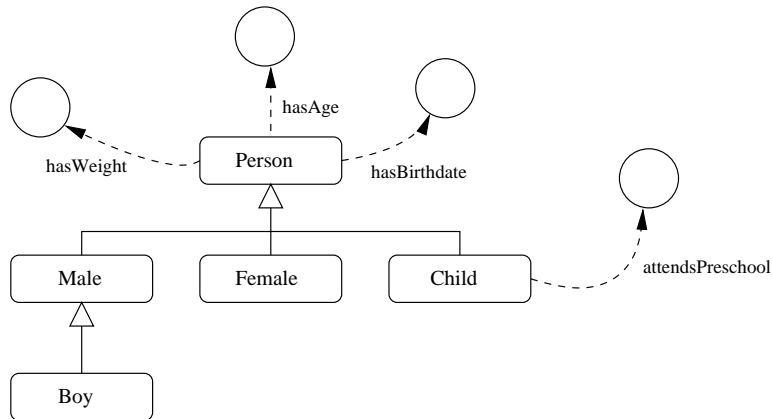 hasAge
hasWeight
Person
hasBirthdate
Male
Female
Child
attendsPreschool
Boy